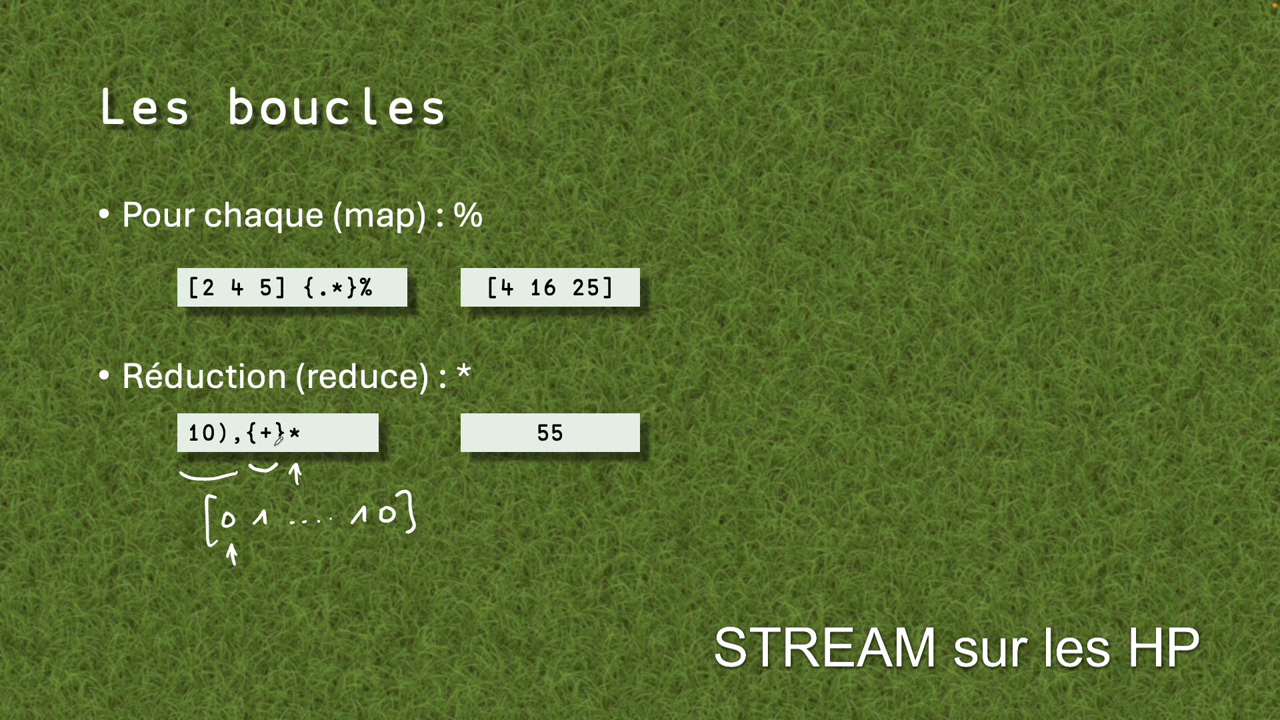 Les boucles
• Pour chaque (map) : %
[2 4 5] {.*}%
[4 16 25]
• Réduction (reduce) : *
10),{+}*
55
[0 1 .... 10]
STREAM sur les HP